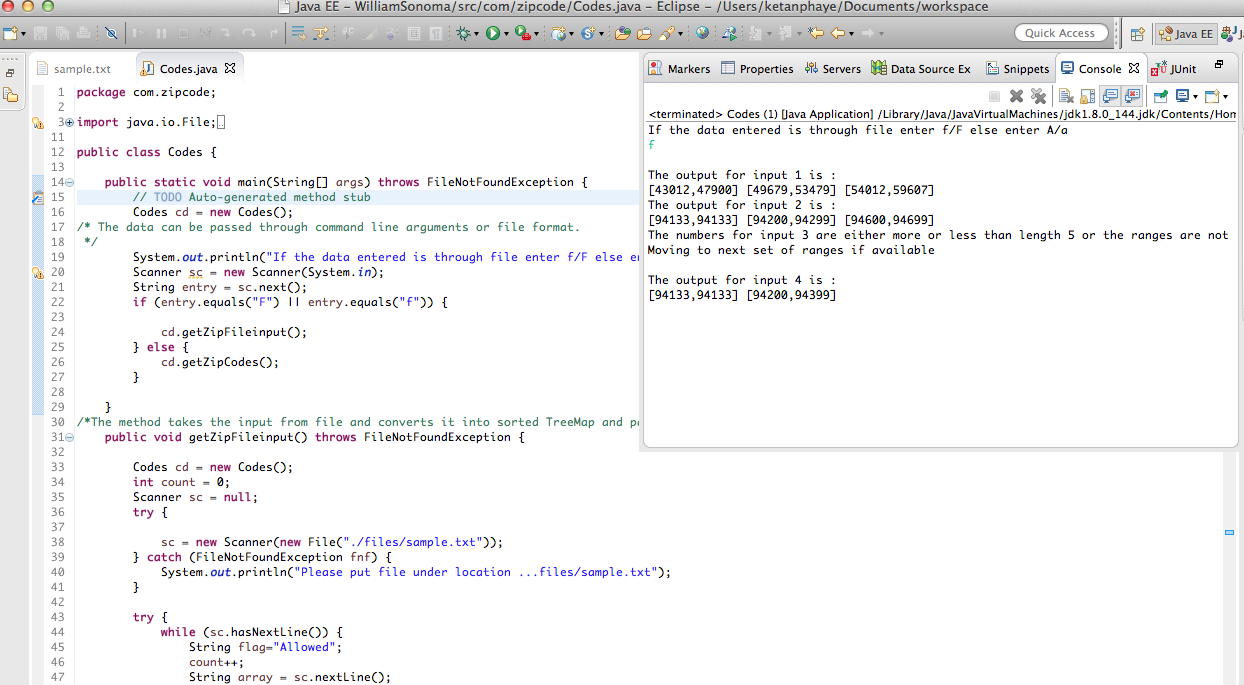 Java EE - WilliamSonoma/src/com/zipcode/Codes.java - Eclipse - /Users/ketanphaye/Documents/workspace
Quick Access
Java EE
J
sample.txt
Codes.java
1 package com.zipcode;
2
3 import java.io.File;
11
12 public class Codes {
13
14 public static void main(String[] args) throws FileNotFoundException {
15 // TODO Auto-generated method stub
16 Codes cd = new Codes();
17 /* The data can be passed through command line arguments or file format.
18 */
19 System.out.println("If the data entered is through file enter f/F else e
20 Scanner sc = new Scanner(System.in);
21 String entry = sc.next();
22 if (entry.equals("F") || entry.equals("f")) {
23
24 cd.getZipFileinput();
25 } else {
26 cd.getZipCodes();
27 }
28
29 }
30 /*The method takes the input from file and converts it into sorted TreeMap and p
31 public void getZipFileinput() throws FileNotFoundException {
32
33 Codes cd = new Codes();
34 int count = 0;
35 Scanner sc = null;
36 try {
37
38 sc = new Scanner(new File("./files/sample.txt"));
39 } catch (FileNotFoundException fnf) {
40 System.out.println("Please put file under location ...files/sample.txt");
41 }
42
43 try {
44 while (sc.hasNextLine()) {
45 String flag="Allowed";
46 count++;
47 String array = sc.nextLine();
Markers
Properties
Servers
Data Source Ex
Snippets
Console
JUnit
<terminated> Codes (1) [Java Application] /Library/Java/JavaVirtualMachines/jdk1.8.0_144.jdk/Contents/Hom
If the data entered is through file enter f/F else enter A/a
f
The output for input 1 is :
[43012,47900] [49679,53479] [54012,59607]
The output for input 2 is :
[94133,94133] [94200,94299] [94600,94699]
The numbers for input 3 are either more or less than length 5 or the ranges are not
Moving to next set of ranges if available
The output for input 4 is :
[94133,94133] [94200,94399]